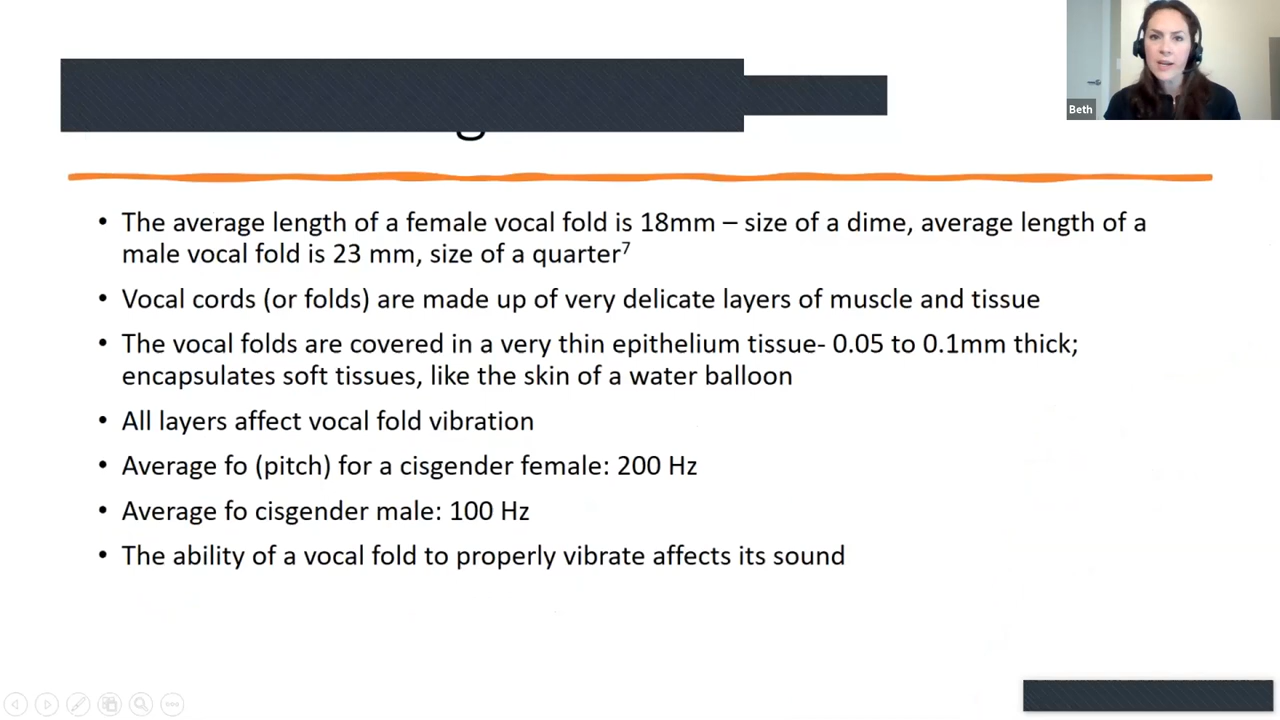 Beth
• The average length of a female vocal fold is 18mm – size of a dime, average length of a
male vocal fold is 23 mm, size of a quarter⁷
• Vocal cords (or folds) are made up of very delicate layers of muscle and tissue
• The vocal folds are covered in a very thin epithelium tissue- 0.05 to 0.1mm thick;
encapsulates soft tissues, like the skin of a water balloon
• All layers affect vocal fold vibration
• Average fo (pitch) for a cisgender female: 200 Hz
• Average fo cisgender male: 100 Hz
• The ability of a vocal fold to properly vibrate affects its sound